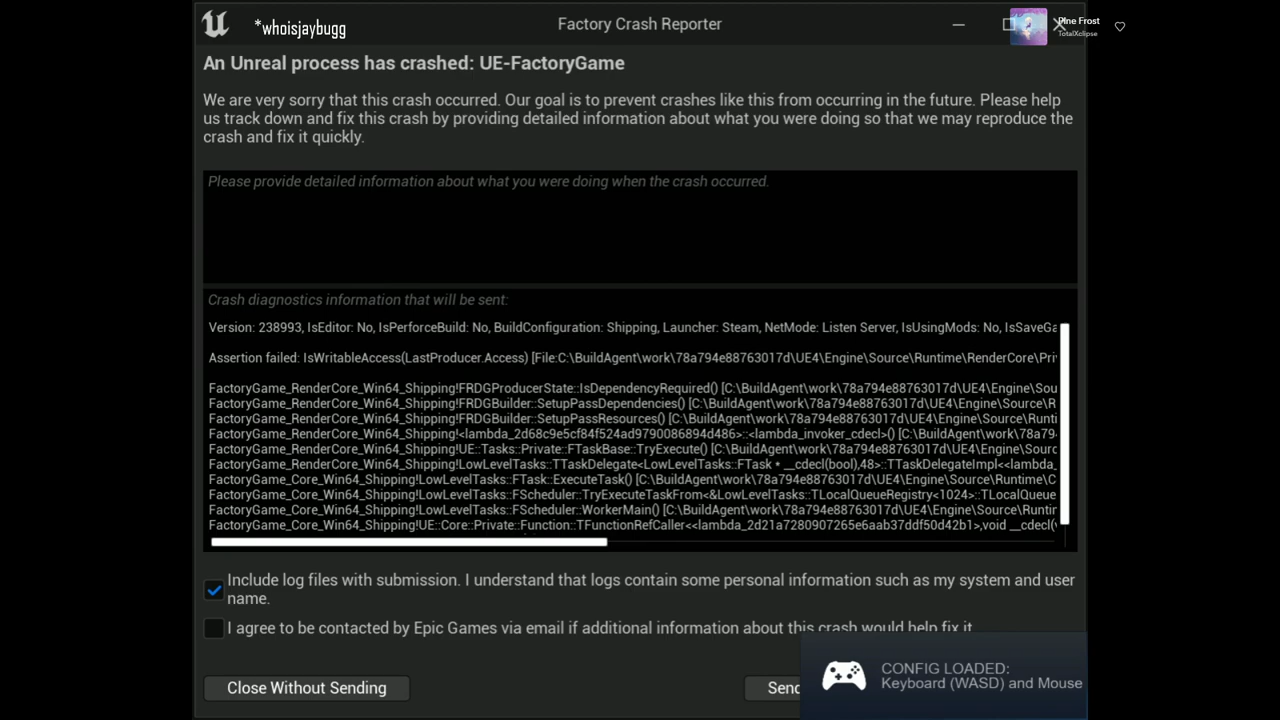 *whoisjaybugg
Factory Crash Reporter
Pine Frost
TotalXclipse
An Unreal process has crashed: UE-FactoryGame
We are very sorry that this crash occurred. Our goal is to prevent crashes like this from occurring in the future. Please help
us track down and fix this crash by providing detailed information about what you were doing so that we may reproduce the
crash and fix it quickly.
Please provide detailed information about what you were doing when the crash occurred.
Crash diagnostics information that will be sent:
Version: 238993, IsEditor: No, IsPerforceBuild: No, BuildConfiguration: Shipping, Launcher: Steam, NetMode: Listen Server, IsUsingMods: No, IsSaveGa
Assertion failed: IsWritableAccess(LastProducer.Access) [File:C:\BuildAgent\work\78a794e88763017d\UE4\Engine\Source\Runtime\RenderCore\Pri
FactoryGame_RenderCore_Win64_Shipping!FRDGProducerState::IsDependencyRequired() [C:\BuildAgent\work\78a794e88763017d\UE4\Engine\Sou
FactoryGame_RenderCore_Win64_Shipping!FRDGBuilder::SetupPassDependencies() [C:\BuildAgent\work\78a794e88763017d\UE4\Engine\Source\R
FactoryGame_RenderCore_Win64_Shipping!FRDGBuilder::SetupPassResources() [C:\BuildAgent\work\78a794e88763017d\UE4\Engine\Source\Runti
FactoryGame_RenderCore_Win64_Shipping!<lambda_2d68c9e5cf84f524ad9790086894d486>::<lambda_invoker_cdecl>() [C:\BuildAgent\work\78a79
FactoryGame_RenderCore_Win64_Shipping!UE::Tasks::Private::FTaskBase::TryExecute() [C:\BuildAgent\work\78a794e88763017d\UE4\Engine\Sourc
FactoryGame_RenderCore_Win64_Shipping!LowLevelTasks::TTaskDelegate<LowLevelTasks::FTask * __cdecl(bool),48>::TTaskDelegateImpl<<lambda_
FactoryGame_Core_Win64_Shipping!LowLevelTasks::FTask::ExecuteTask() [C:\BuildAgent\work\78a794e88763017d\UE4\Engine\Source\Runtime\C
FactoryGame_Core_Win64_Shipping!LowLevelTasks::FScheduler::TryExecuteTaskFrom<&LowLevelTasks::TLocalQueueRegistry<1024>::TLocalQueue
FactoryGame_Core_Win64_Shipping!LowLevelTasks::FScheduler::WorkerMain() [C:\BuildAgent\work\78a794e88763017d\UE4\Engine\Source\Runtin
FactoryGame_Core_Win64_Shipping!UE::Core::Private::Function::TFunctionRefCaller<<lambda_2d21a7280907265e6aab37ddf50d42b1>,void __cdecl(
Include log files with submission. I understand that logs contain some personal information such as my system and user
name.
I agree to be contacted by Epic Games via email if additional information about this crash would help fix it.
CONFIG LOADED:
Keyboard (WASD) and Mouse
Close Without Sending
Send